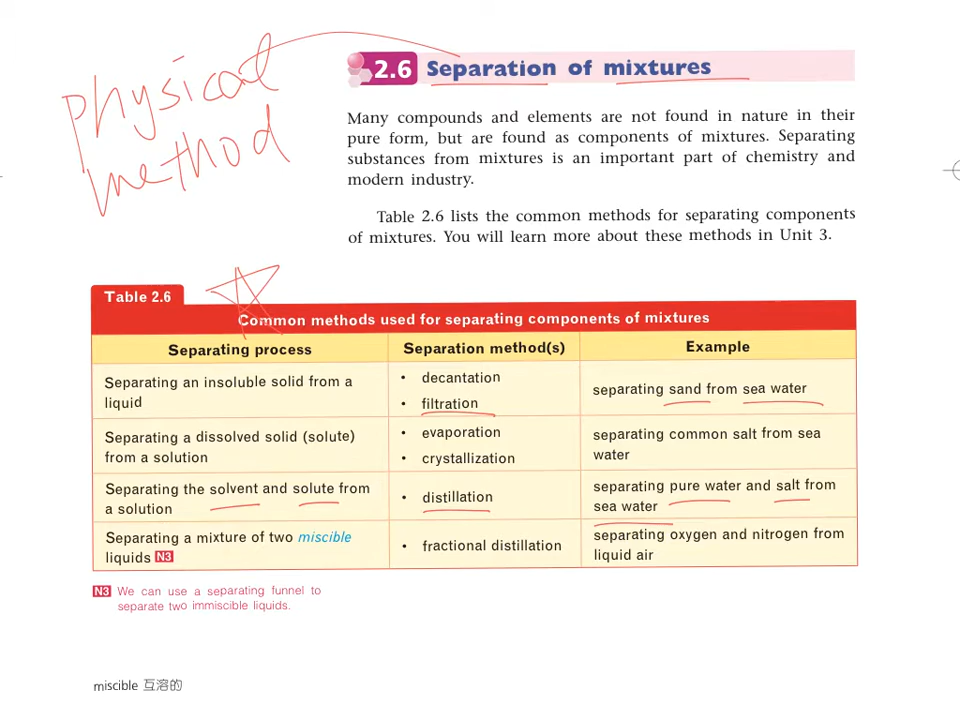 physical
method
2.6 Separation of mixtures
Many compounds and elements are not found in nature in their
pure form, but are found as components of mixtures. Separating
substances from mixtures is an important part of chemistry and
modern industry.
Table 2.6 lists the common methods for separating components
of mixtures. You will learn more about these methods in Unit 3.
Table 2.6
Common methods used for separating components of mixtures
Separating process
Separation method(s)
Example
Separating an insoluble solid from a
liquid
• decantation
• filtration
separating sand from sea water
Separating a dissolved solid (solute)
from a solution
• evaporation
• crystallization
separating common salt from sea
water
Separating the solvent and solute from
a solution
• distillation
separating pure water and salt from
sea water
Separating a mixture of two miscible
liquids N3
• fractional distillation
separating oxygen and nitrogen from
liquid air
N3 We can use a separating funnel to
separate two immiscible liquids.
miscible 互溶的